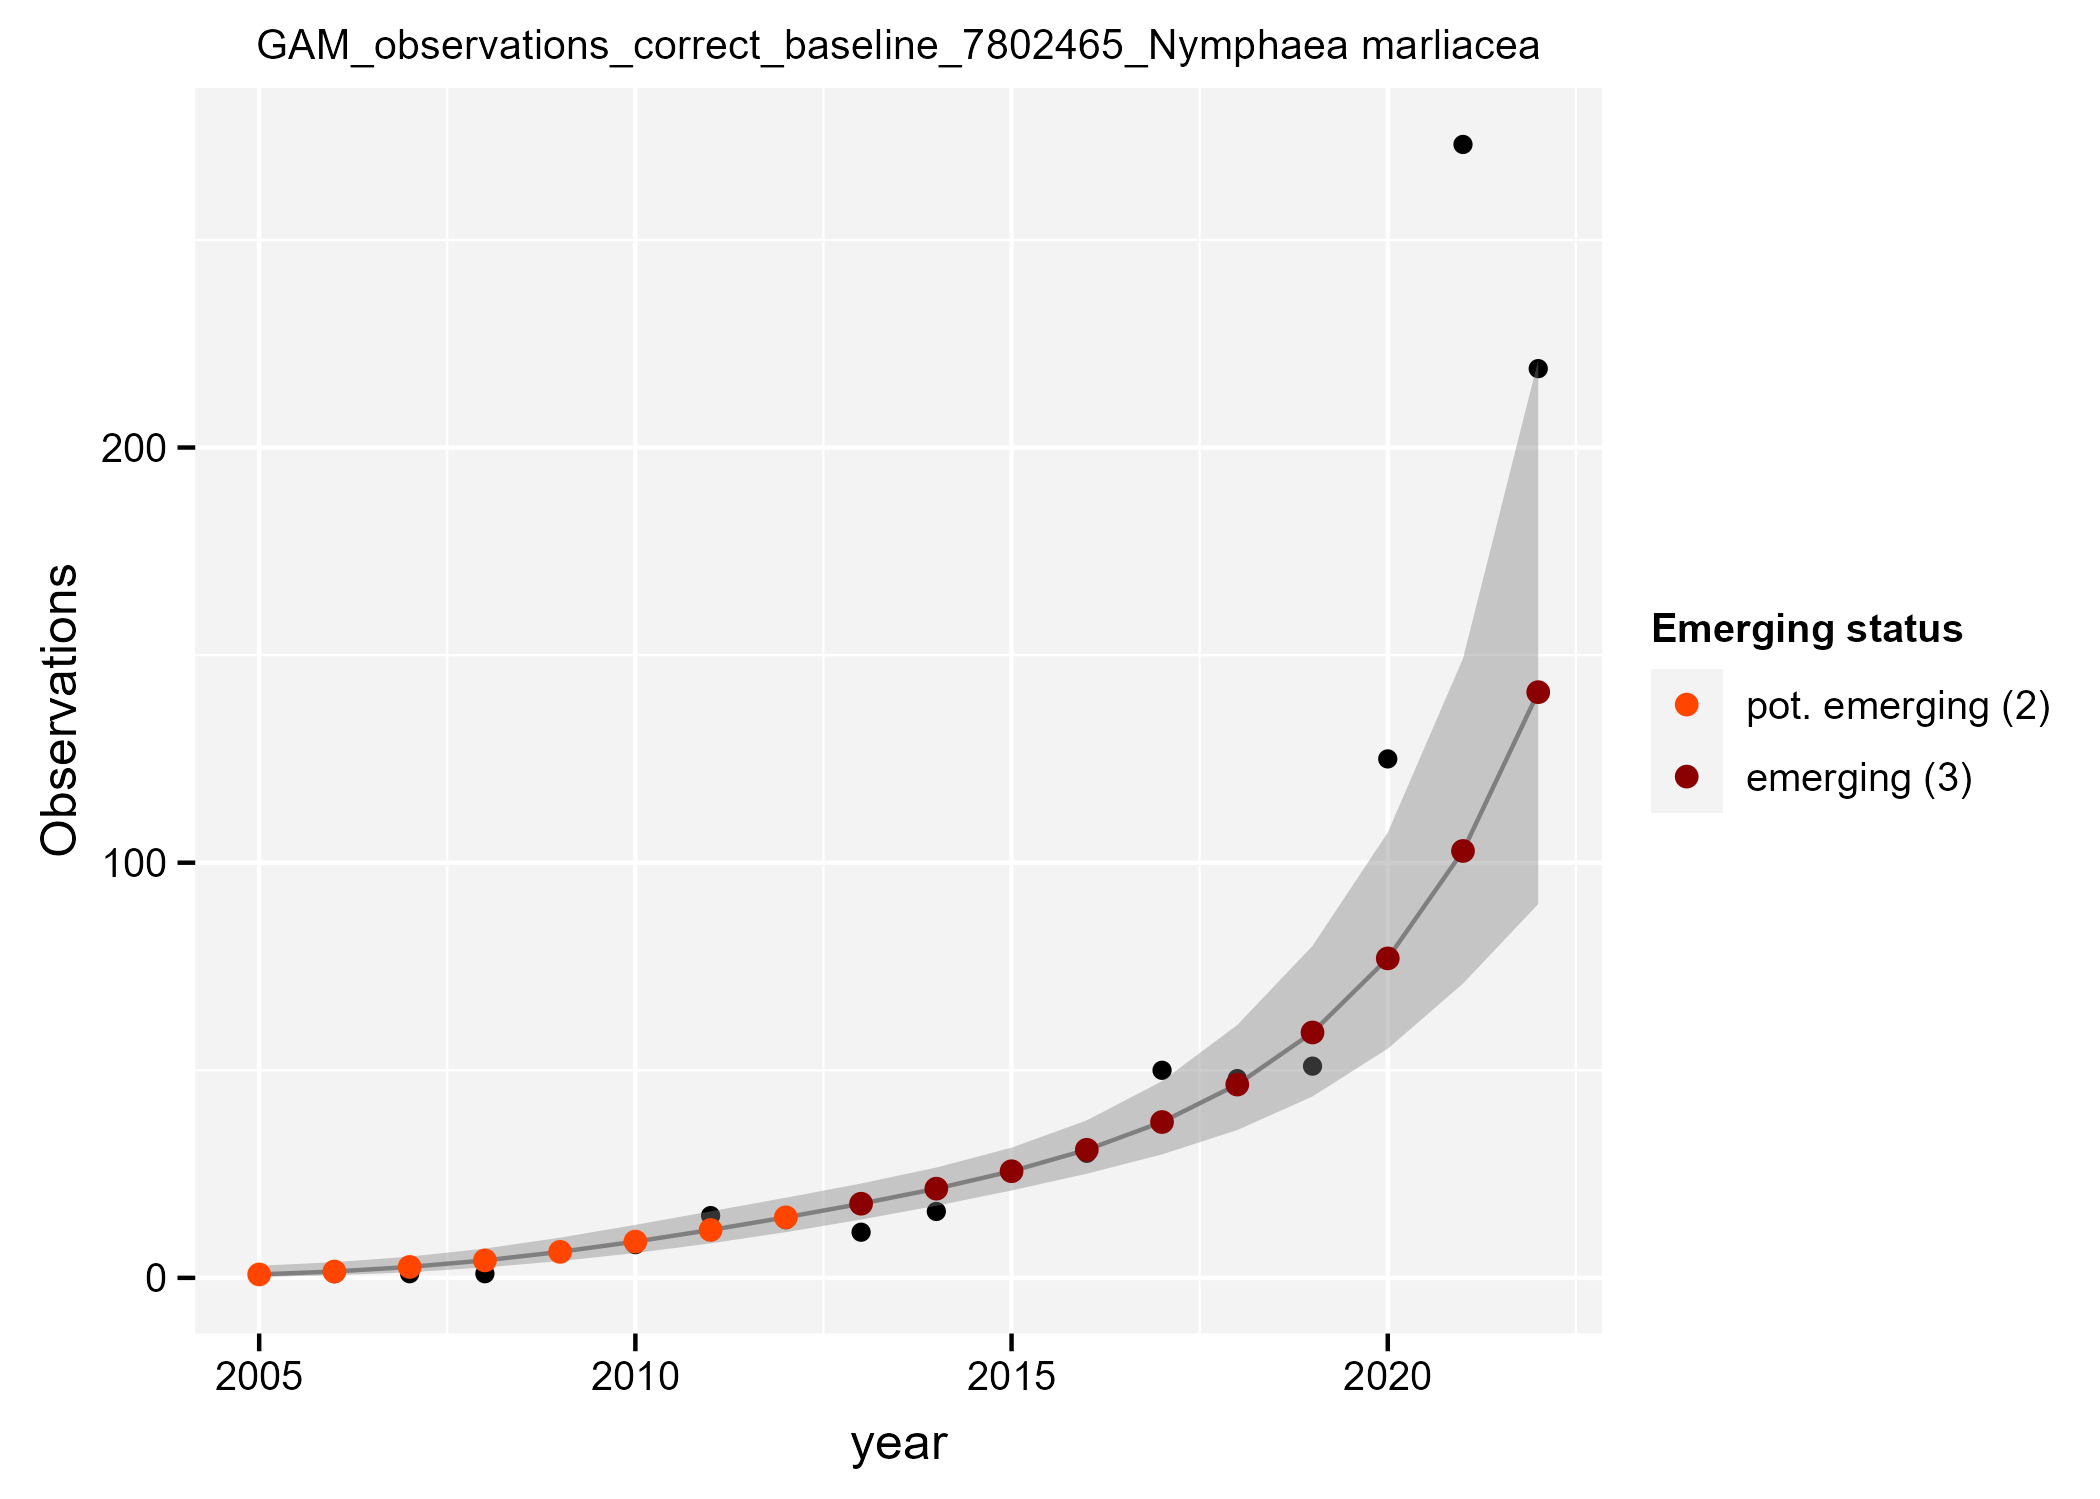 GAM_observations_correct_baseline_7802465_Nymphaea marliacea
Observations
200
100
0
2005
2010
2015
2020
year
Emerging status
pot. emerging (2)
emerging (3)